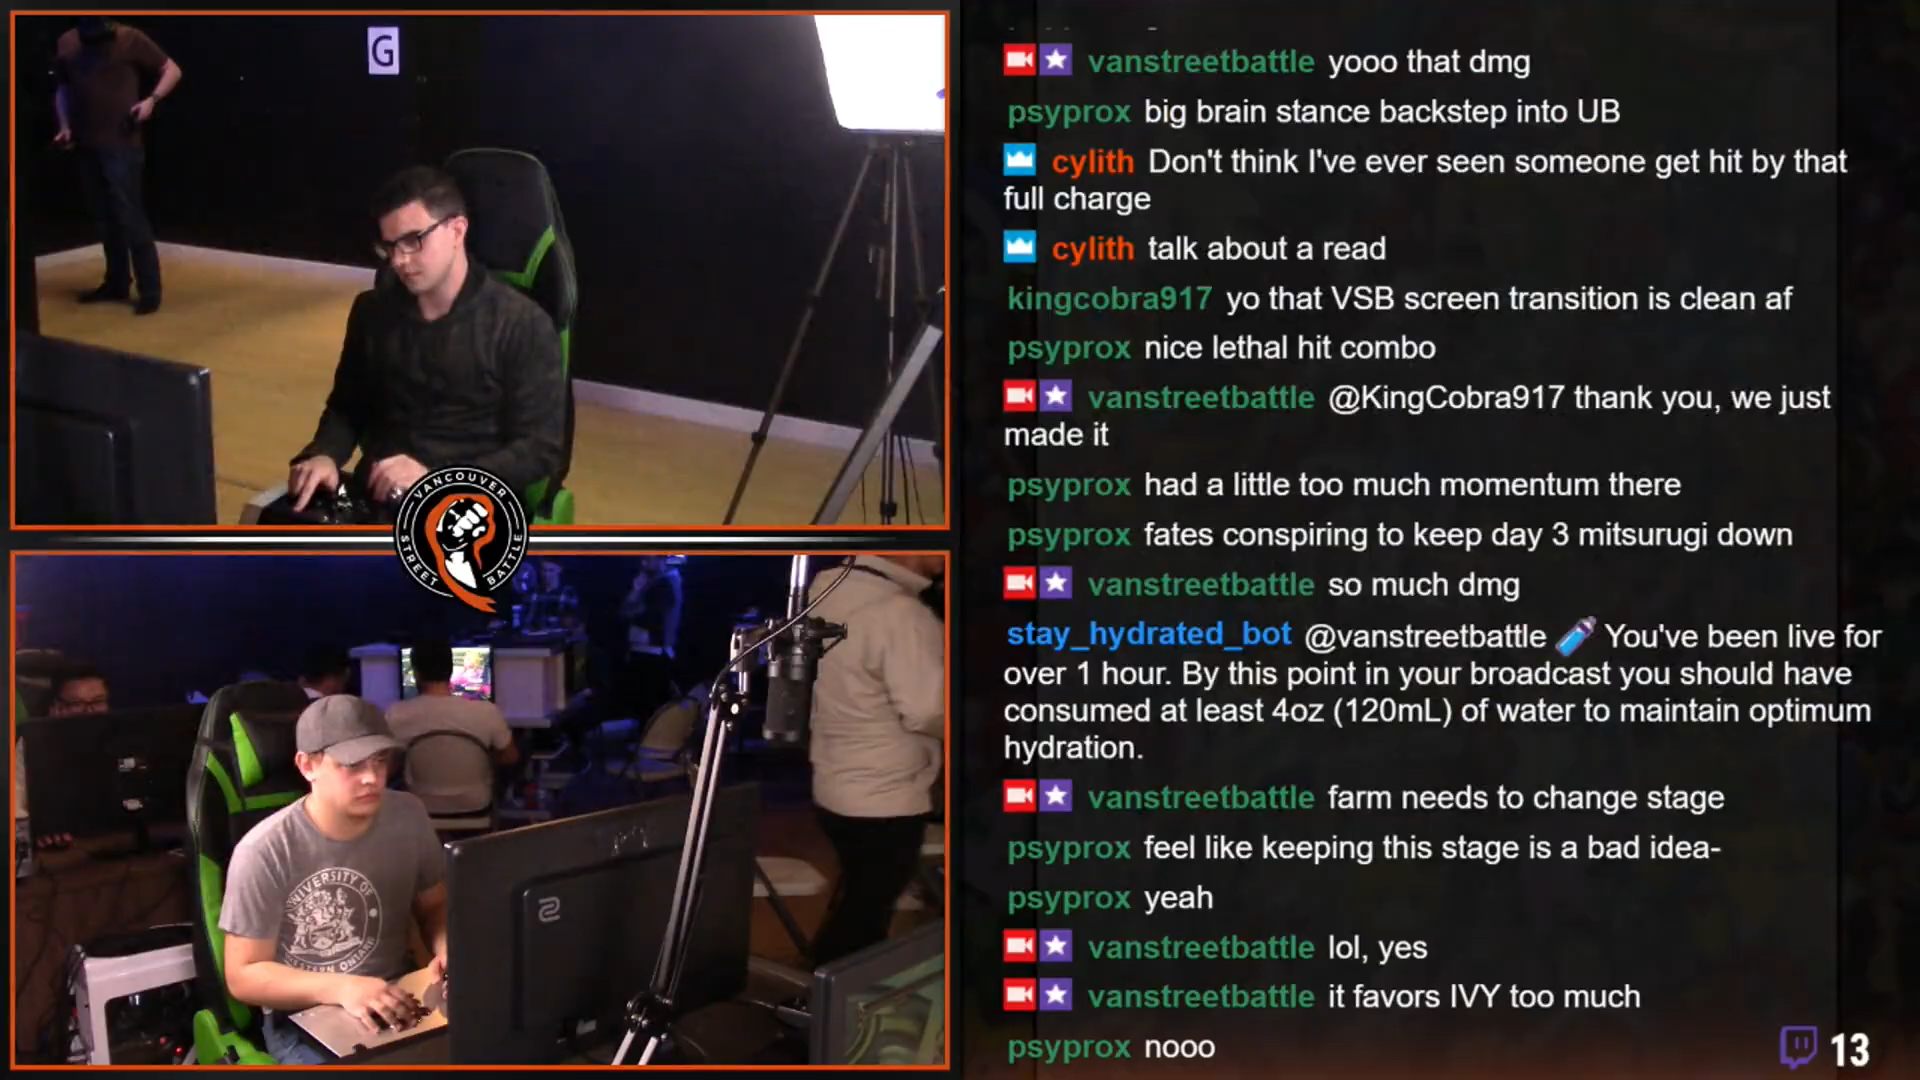 G
VANCOUVER
STREET BATTLE
UNIVERSITY OF
WESTERN ONTARIO
vanstreetbattle yooo that dmg
psyprox big brain stance backstep into UB
cylith Don't think I've ever seen someone get hit by that
full charge
cylith talk about a read
kingcobra917 yo that VSB screen transition is clean af
psyprox nice lethal hit combo
vanstreetbattle @KingCobra917 thank you, we just
made it
psyprox had a little too much momentum there
psyprox fates conspiring to keep day 3 mitsurugi down
vanstreetbattle so much dmg
stay_hydrated_bot @vanstreetbattle You've been live for
over 1 hour. By this point in your broadcast you should have
consumed at least 4oz (120mL) of water to maintain optimum
hydration.
vanstreetbattle farm needs to change stage
psyprox feel like keeping this stage is a bad idea-
psyprox yeah
vanstreetbattle lol, yes
vanstreetbattle it favors IVY too much
psyprox nooo
13